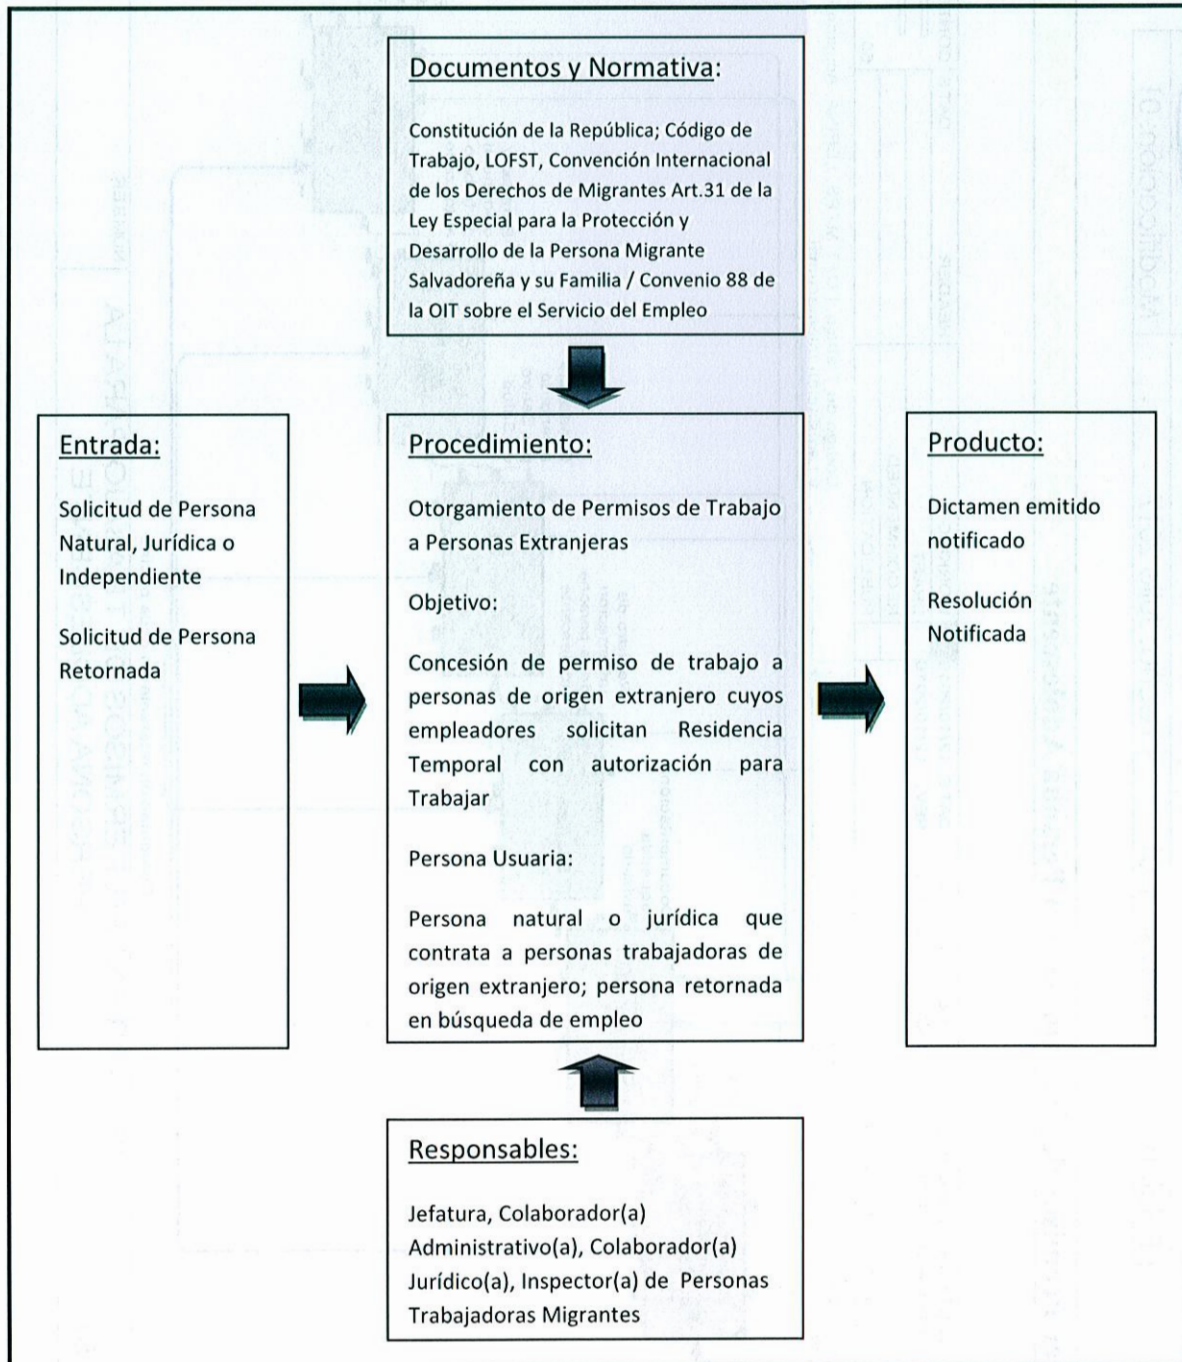 Documentos y Normativa:
Constitución de la República; Código de
Trabajo, LOFST, Convención Internacional
de los Derechos de Migrantes Art.31 de la
Ley Especial para la Protección y
Desarrollo de la Persona Migrante
Salvadoreña y su Familia / Convenio 88 de
la OIT sobre el Servicio del Empleo
Entrada:
Solicitud de Persona
Natural, Jurídica o
Independiente
Solicitud de Persona
Retornada
Procedimiento:
Otorgamiento de Permisos de Trabajo
a Personas Extranjeras
Objetivo:
Concesión de permiso de trabajo a
personas de origen extranjero cuyos
empleadores solicitan Residencia
Temporal con autorización para
Trabajar
Persona Usuaria:
Persona natural o jurídica que
contrata a personas trabajadoras de
origen extranjero; persona retornada
en búsqueda de empleo
Producto:
Dictamen emitido
notificado
Resolución
Notificada
Responsables:
Jefatura, Colaborador(a)
Administrativo(a), Colaborador(a)
Jurídico(a), Inspector(a) de Personas
Trabajadoras Migrantes